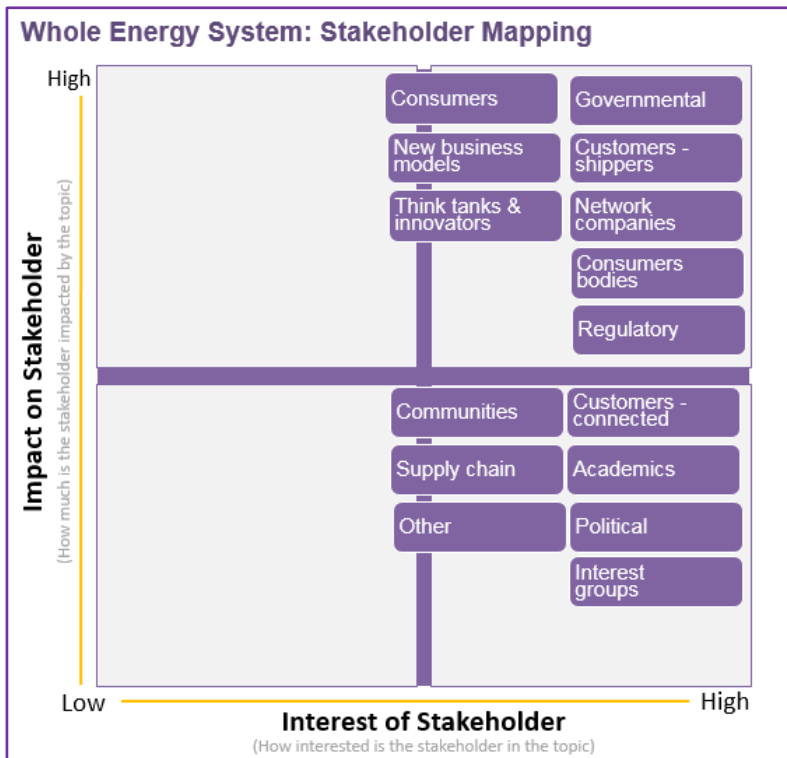 Whole Energy System: Stakeholder Mapping
High
Impact on Stakeholder
(How much is the stakeholder impacted by the topic)
Consumers
Governmental
New business
models
Customers -
shippers
Think tanks &
innovators
Network
companies
Consumers
bodies
Regulatory
Communities
Customers -
connected
Supply chain
Academics
Other
Political
Interest
groups
Low
High
Interest of Stakeholder
(How interested is the stakeholder in the topic)